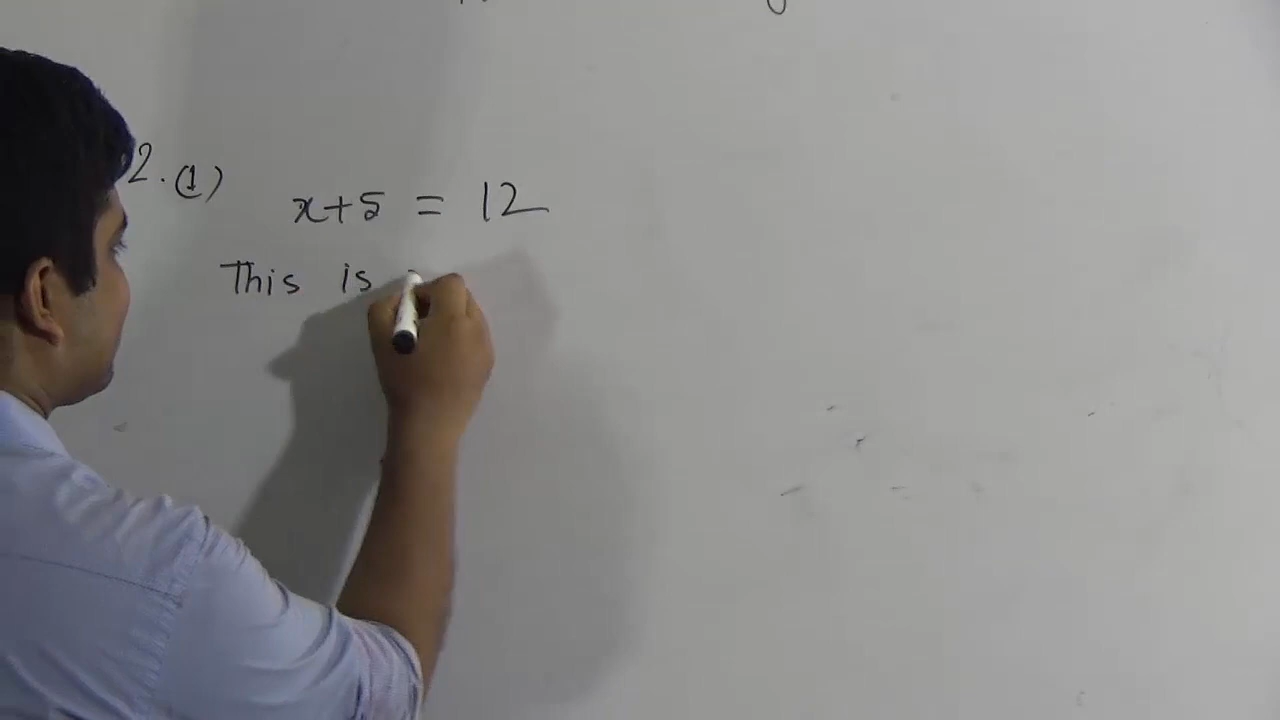 2. (1) x+5 = 12
This is